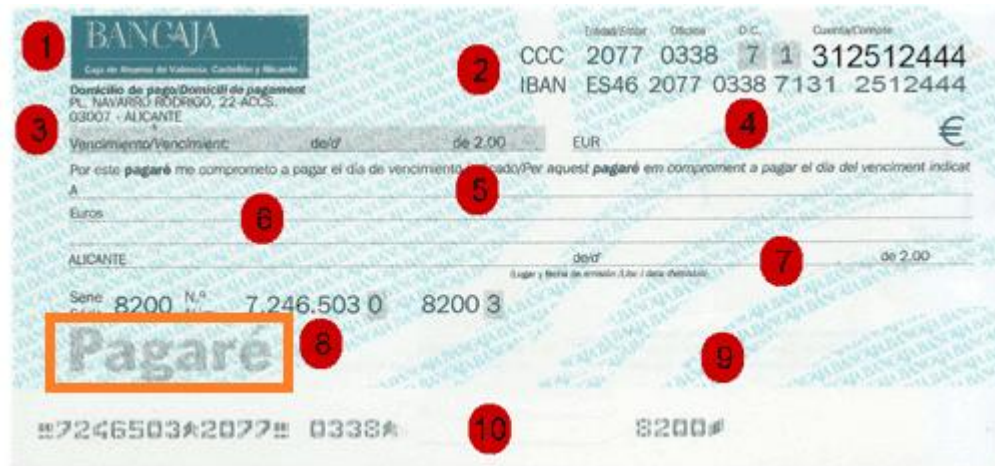 1
BANCAJA
Caja de Ahorros de Valencia, Castellón y Alicante
Entidad/Entitat Oficina D.C. Cuenta/Compte
2
CCC 2077 0338 7 1 312512444
IBAN ES46 2077 0338 7131 2512444
Domicilio de pago/Domicili de pagament
PL. NAVARRO RODRIGO, 22-ACCS.
03007 - ALICANTE
3
4
Vencimiento/Venciment: de/d' de 2.00 EUR €
Por este pagaré me comprometo a pagar el día de vencimiento indicado/Per aquest pagaré em compromet a pagar el día del venciment indicat
A
5
Euros
6
ALICANTE de/d' de 2.00
7
(Lugar y fecha de emisión /Lloc i data d'emissió)
Serie 8200 N.º 7.246.503 0 8200 3
Pagaré
8
9
7246503 2077 0338 8200
10